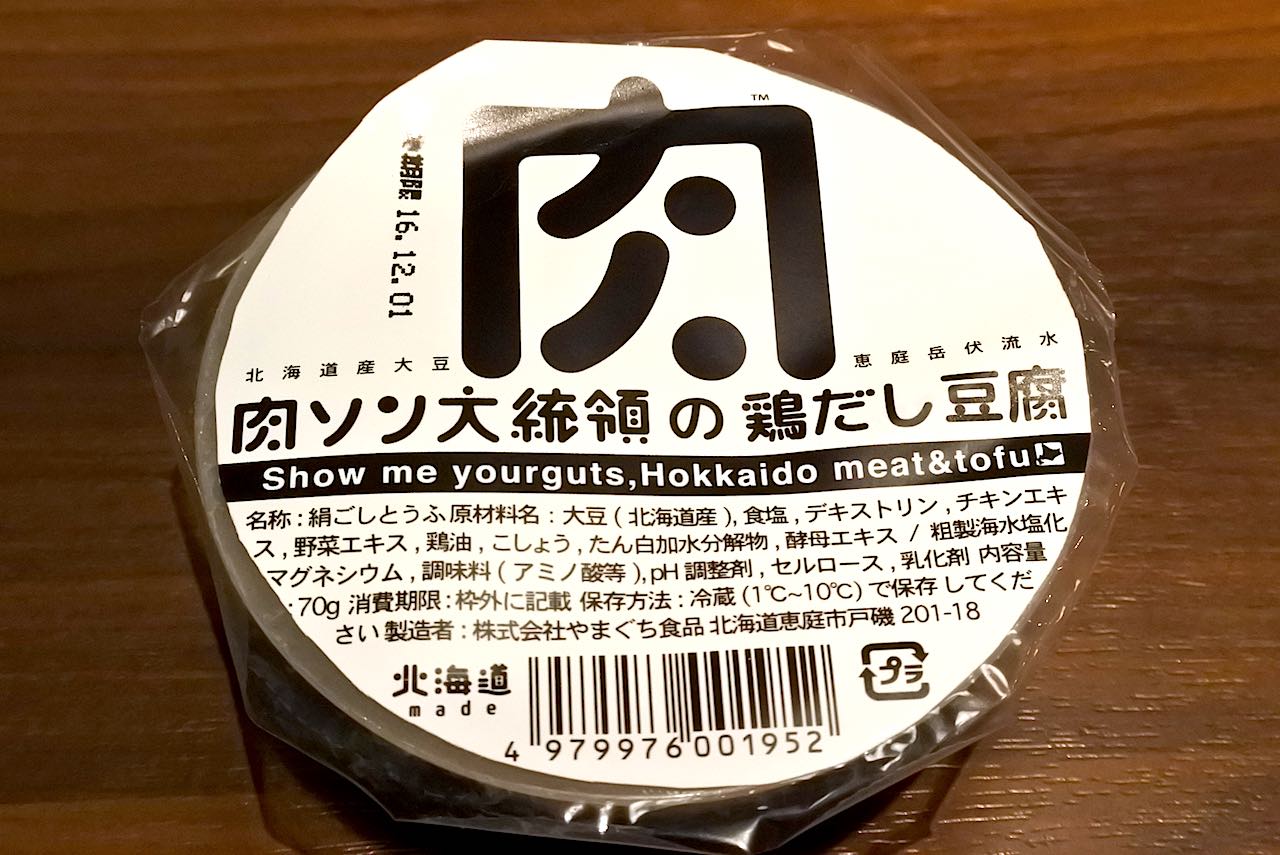 肉
TM
期限 16.12.01
北海道産大豆
恵庭岳伏流水
肉ソン大統領の鶏だし豆腐
Show me yourguts,Hokkaido meat&tofu
名称:絹ごしとうふ 原材料名:大豆(北海道産),食塩,デキストリン,チキンエキ
ス,野菜エキス,鶏油,こしょう,たん白加水分解物,酵母エキス/粗製海水塩化
マグネシウム,調味料(アミノ酸等),pH調整剤,セルロース,乳化剤 内容量
:70g 消費期限:枠外に記載 保存方法:冷蔵(1℃~10℃)で保存してくだ
さい 製造者:株式会社やまぐち食品 北海道恵庭市戸磯201-18
北海道
made
プラ
4 979976 001952